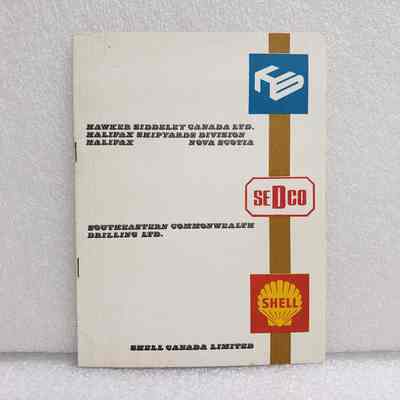 HS
HAWKER SIDDELEY CANADA LTD.
HALIFAX SHIPYARDS DIVISION
HALIFAX NOVA SCOTIA
SEDCO
SOUTHEASTERN COMMONWEALTH
DRILLING LTD.
SHELL
SHELL CANADA LIMITED